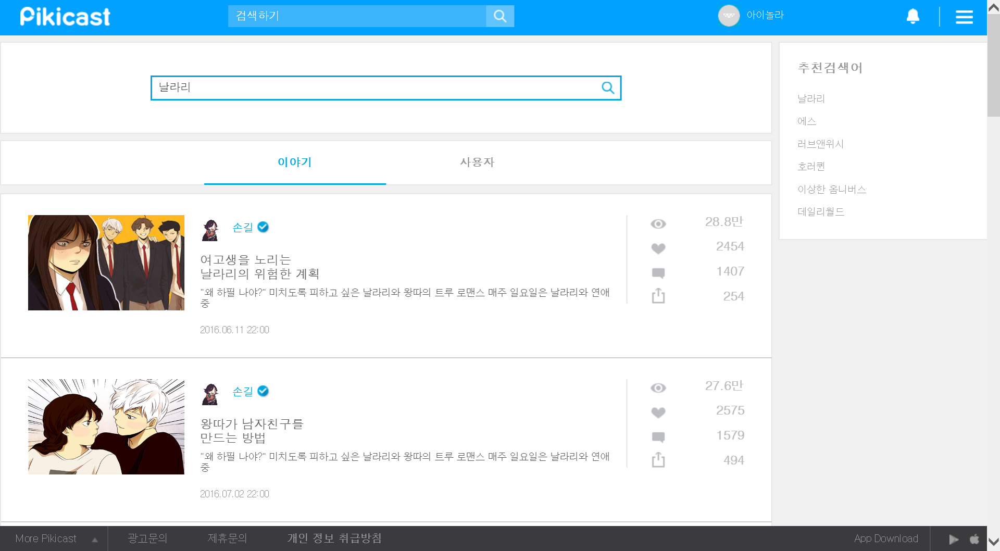 Pikicast
검색하기
아이놀라
날라리
추천검색어
날라리
에스
러브앤위시
호러퀸
이상한 옴니버스
데일리월드
이야기
사용자
손길
여고생을 노리는
날라리의 위험한 계획
"왜 하필 나야?" 미치도록 피하고 싶은 날라리와 왕따의 트루 로맨스 매주 일요일은 날라리와 연애
중
2016.06.11 22:00
28.8만
2454
1407
254
손길
왕따가 남자친구를
만드는 방법
"왜 하필 나야?" 미치도록 피하고 싶은 날라리와 왕따의 트루 로맨스 매주 일요일은 날라리와 연애
중
2016.07.02 22:00
27.6만
2575
1579
494
More Pikicast
광고문의
제휴문의
개인 정보 취급방침
App Download